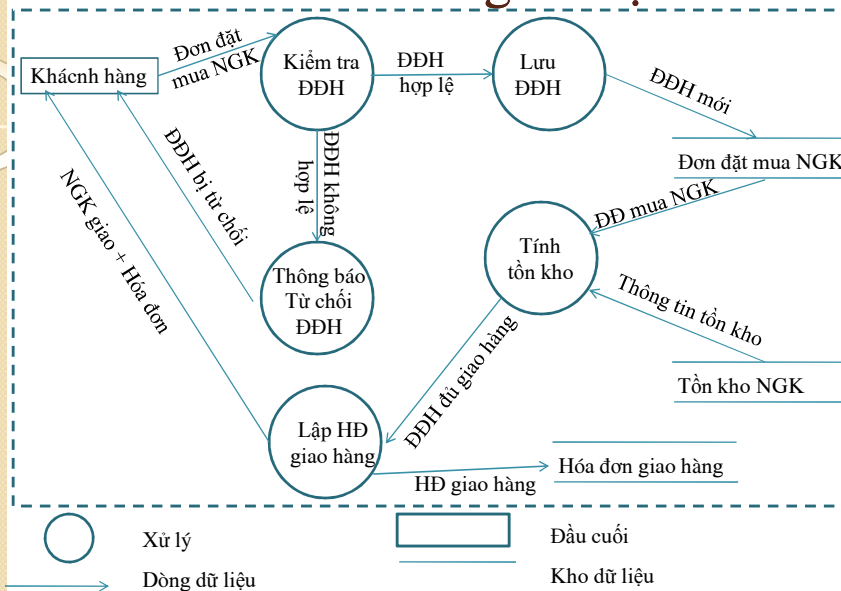 Khácnh hàng
Đơn đặt
mua NGK
Kiểm tra
ĐĐH
ĐĐH
hợp lệ
Lưu
ĐĐH
ĐĐH mới
Đơn đặt mua NGK
ĐĐ mua NGK
ĐĐH không
hợp lệ
ĐĐH bị từ chối
NGK giao + Hóa đơn
Thông báo
Từ chối
ĐĐH
Tính
tồn kho
Thông tin tồn kho
Tồn kho NGK
ĐĐH đủ giao hàng
Lập HĐ
giao hàng
HĐ giao hàng
Hóa đơn giao hàng
Xử lý
Đầu cuối
Dòng dữ liệu
Kho dữ liệu